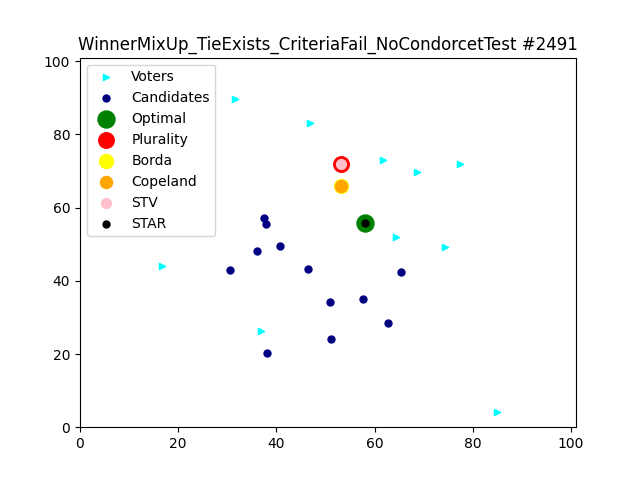 WinnerMixUp_TieExists_CriteriaFail_NoCondorcetTest #2491
100
80
60
40
20
0
Voters
Candidates
Optimal
Plurality
Borda
Copeland
STV
STAR
0 20 40 60 80 100